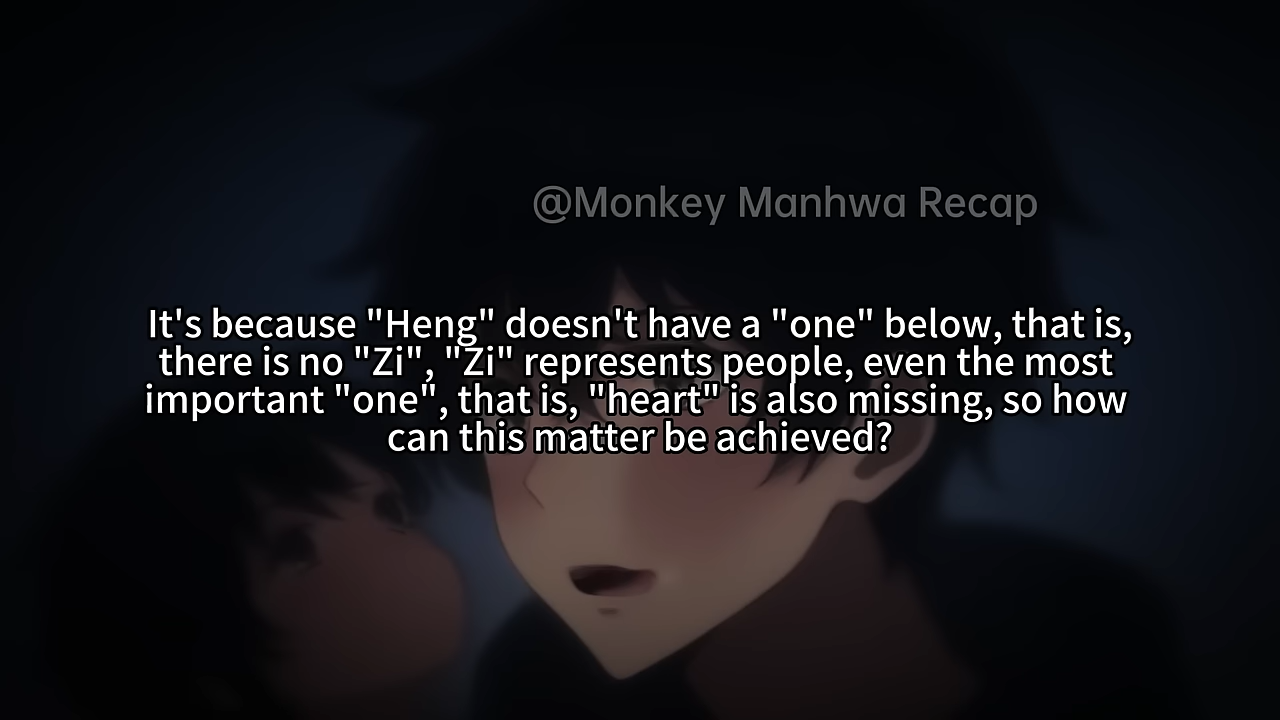 @Monkey Manhwa Recap
It's because "Heng" doesn't have a "one" below, that is,
there is no "Zi", "Zi" represents people, even the most
important "one", that is, "heart" is also missing, so how
can this matter be achieved?